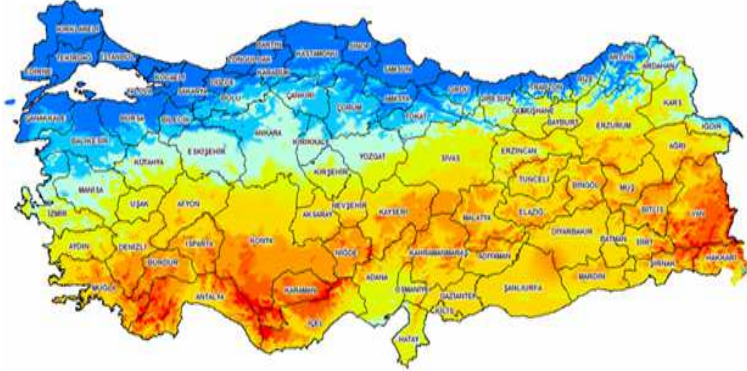 KIRKLARELİ
EDİRNE
TEKİRDAĞ
İSTANBUL
KOCAELİ
SAKARYA
DÜZCE
BOLU
ZONGULDAK
BARTIN
KARABÜK
KASTAMONU
SİNOP
SAMSUN
ÇANKIRI
ÇORUM
AMASYA
TOKAT
ORDU
GİRESUN
TRABZON
RİZE
ARTVİN
ARDAHAN
KARS
GÜMÜŞHANE
BAYBURT
ERZURUM
IĞDIR
AĞRI
ÇANAKKALE
BALIKESİR
BURSA
BİLECİK
ESKİŞEHİR
KÜTAHYA
ANKARA
KIRIKKALE
KIRŞEHİR
YOZGAT
SİVAS
ERZİNCAN
TUNCELİ
BİNGÖL
MUŞ
BİTLİS
VAN
MANİSA
İZMİR
UŞAK
AFYON
AKSARAY
NEVŞEHİR
KAYSERİ
MALATYA
ELAZIĞ
DİYARBAKIR
BATMAN
SİİRT
ŞIRNAK
HAKKARİ
AYDIN
DENİZLİ
BURDUR
ISPARTA
KONYA
NİĞDE
KAHRAMANMARAŞ
ADIYAMAN
MARDİN
ŞANLIURFA
MUĞLA
ANTALYA
KARAMAN
İÇEL
ADANA
OSMANİYE
GAZİANTEP
KİLİS
HATAY